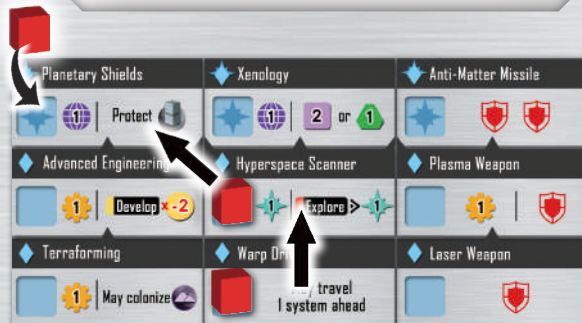 Planetary Shields
Xenology
Anti-Matter Missile
1 Protect
1 2 or 1
Advanced Engineering
Hyperspace Scanner
Plasma Weapon
1 Develop × -2
1 Explore > 1
1
Terraforming
Warp
Laser Weapon
1 May colonize
travel
1 system ahead